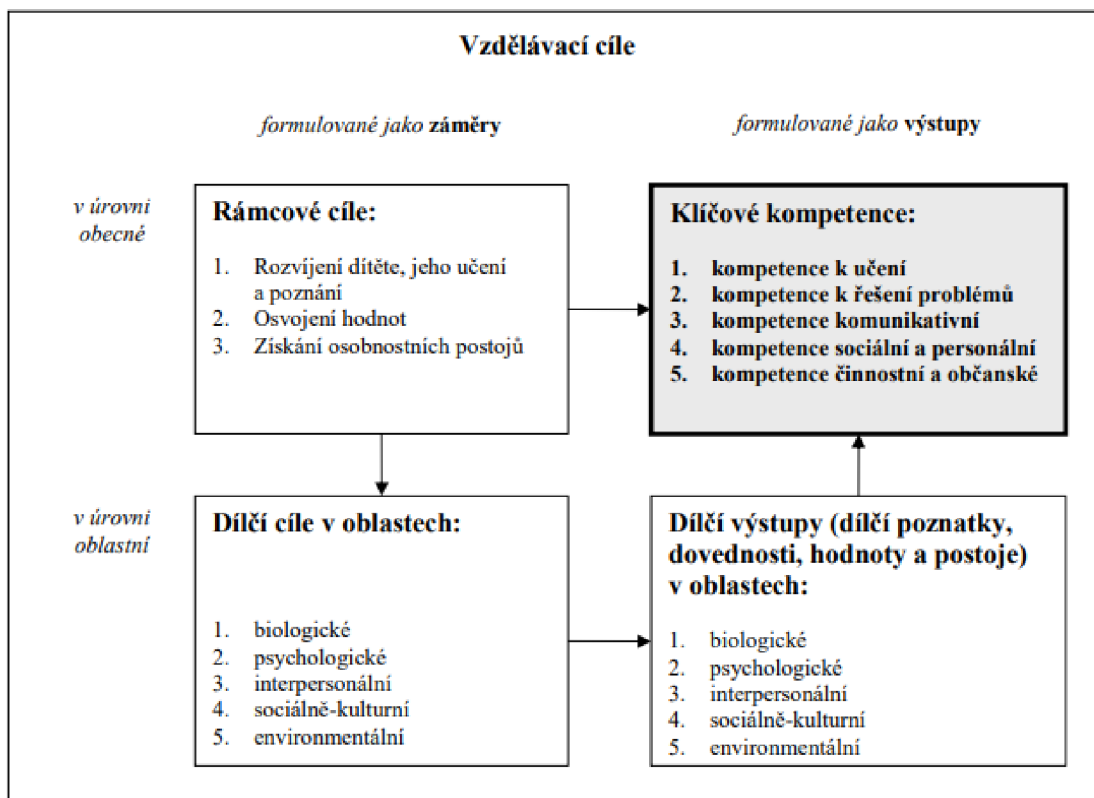 Vzdělávací cíle
formulované jako záměry
formulované jako výstupy
v úrovni
obecné
Rámcové cíle:
1. Rozvíjení dítěte, jeho učení
a poznání
2. Osvojení hodnot
3. Získání osobnostních postojů
Klíčové kompetence:
1. kompetence k učení
2. kompetence k řešení problémů
3. kompetence komunikativní
4. kompetence sociální a personální
5. kompetence činnostní a občanské
v úrovni
oblastní
Dílčí cíle v oblastech:
1. biologické
2. psychologické
3. interpersonální
4. sociálně-kulturní
5. environmentální
Dílčí výstupy (dílčí poznatky,
dovednosti, hodnoty a postoje)
v oblastech:
1. biologické
2. psychologické
3. interpersonální
4. sociálně-kulturní
5. environmentální